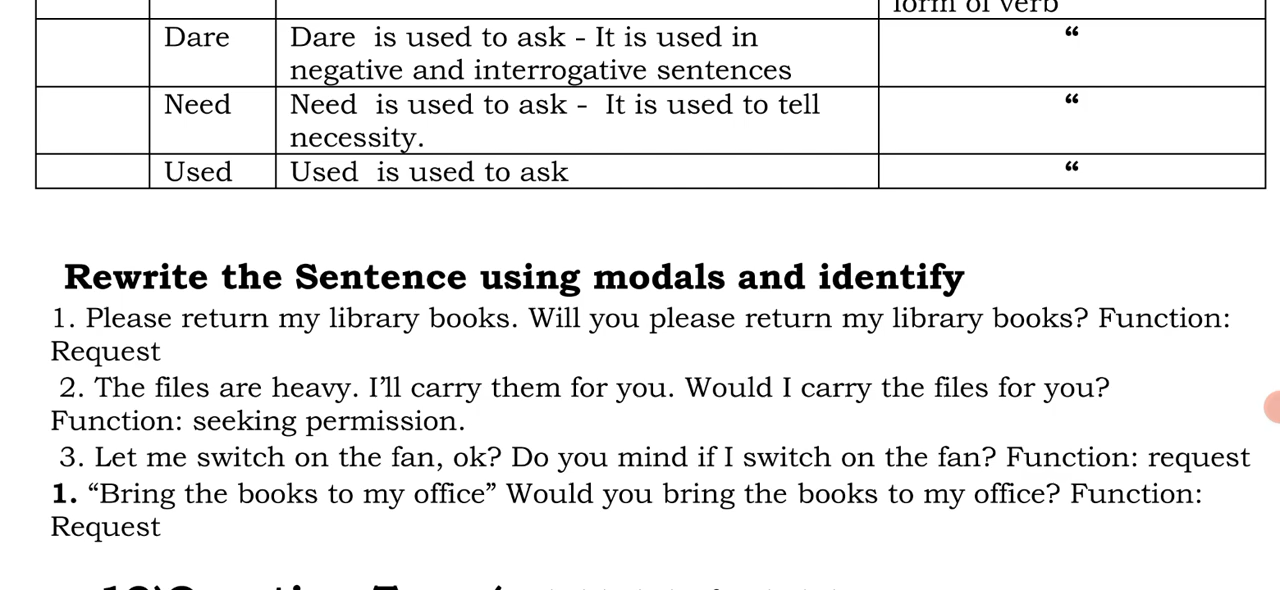 form of verb
Dare Dare is used to ask - It is used in “
negative and interrogative sentences
Need Need is used to ask - It is used to tell “
necessity.
Used Used is used to ask “
Rewrite the Sentence using modals and identify
1. Please return my library books. Will you please return my library books? Function:
Request
2. The files are heavy. I’ll carry them for you. Would I carry the files for you?
Function: seeking permission.
3. Let me switch on the fan, ok? Do you mind if I switch on the fan? Function: request
1. “Bring the books to my office” Would you bring the books to my office? Function:
Request